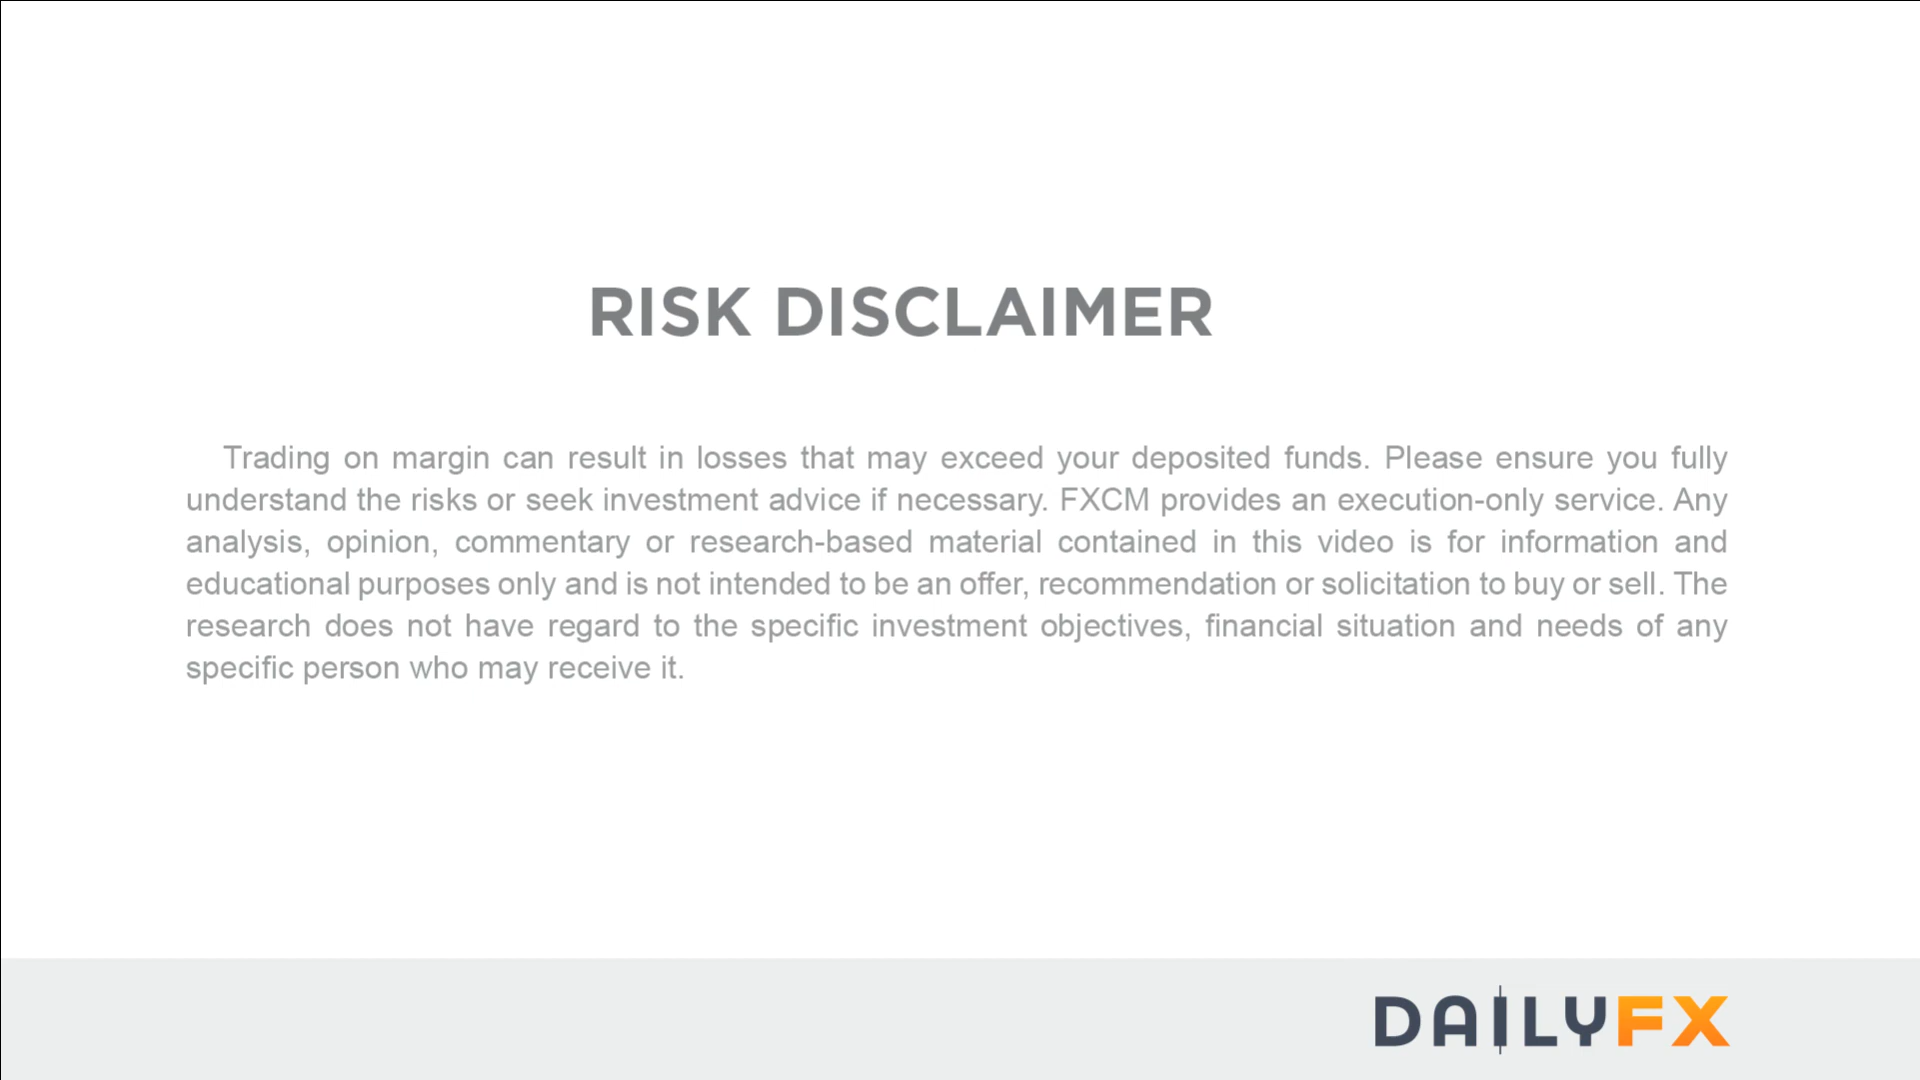 RISK DISCLAIMER
Trading on margin can result in losses that may exceed your deposited funds. Please ensure you fully
understand the risks or seek investment advice if necessary. FXCM provides an execution-only service. Any
analysis, opinion, commentary or research-based material contained in this video is for information and
educational purposes only and is not intended to be an offer, recommendation or solicitation to buy or sell. The
research does not have regard to the specific investment objectives, financial situation and needs of any
specific person who may receive it.
DAILYFX